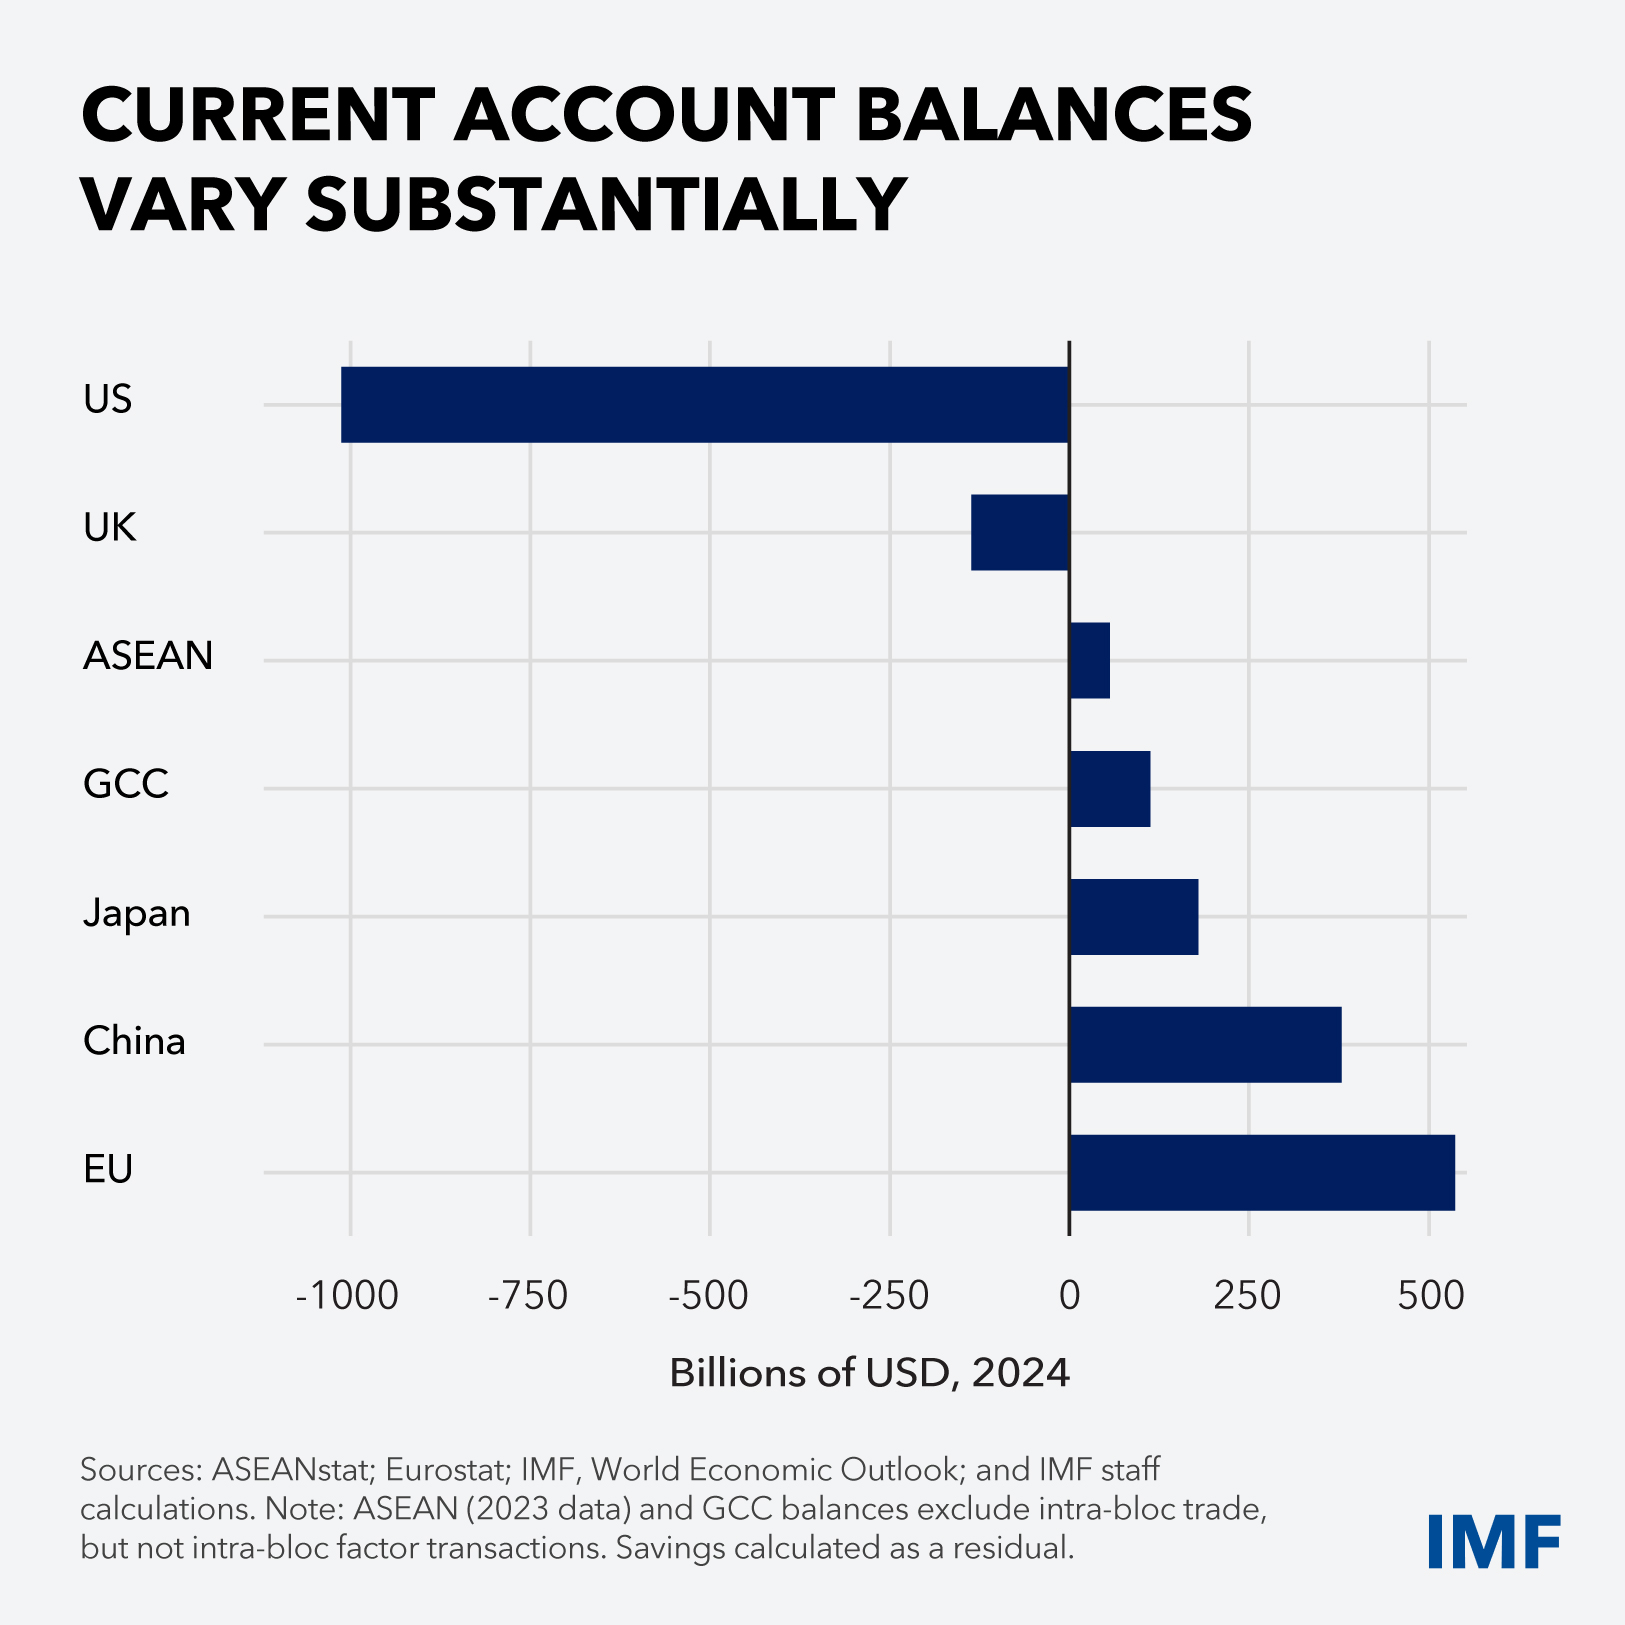 CURRENT ACCOUNT BALANCES
VARY SUBSTANTIALLY
US
UK
ASEAN
GCC
Japan
China
EU
-1000 -750 -500 -250 0 250 500
Billions of USD, 2024
Sources: ASEANstat; Eurostat; IMF, World Economic Outlook; and IMF staff
calculations. Note: ASEAN (2023 data) and GCC balances exclude intra-bloc trade,
but not intra-bloc factor transactions. Savings calculated as a residual.
IMF